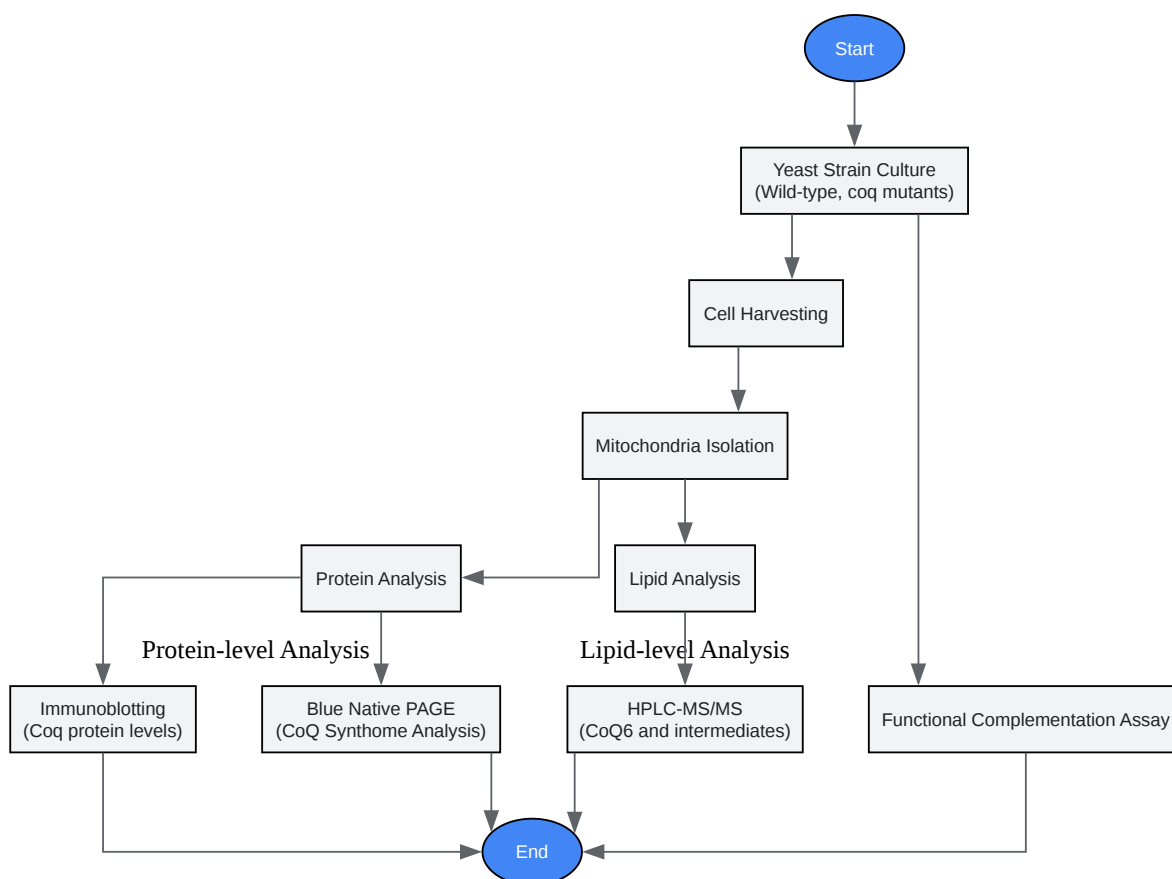 Start
Yeast Strain Culture
(Wild-type, coq mutants)
Cell Harvesting
Mitochondria Isolation
Protein Analysis
Lipid Analysis
Protein-level Analysis
Lipid-level Analysis
Immunoblotting
(Coq protein levels)
Blue Native PAGE
(CoQ Synthome Analysis)
HPLC-MS/MS
(CoQ6 and intermediates)
Functional Complementation Assay
End